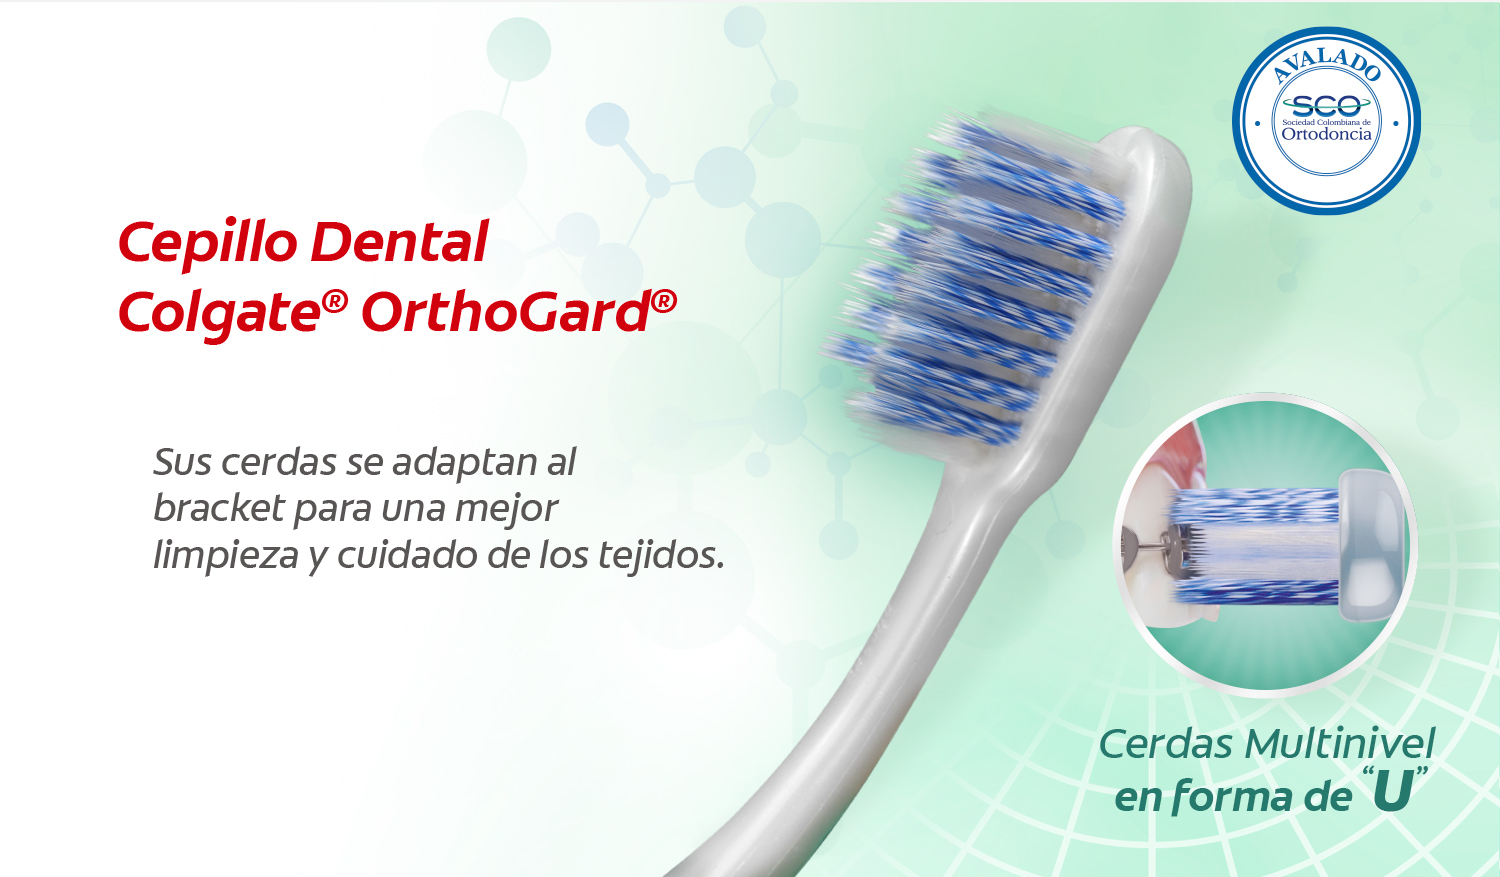 Cepillo Dental
Colgate® OrthoGard®
Sus cerdas se adaptan al
bracket para una mejor
limpieza y cuidado de los tejidos.
AVALADO
SCO
Sociedad Colombiana de
Ortodoncia
Cerdas Multinivel
en forma de “U”